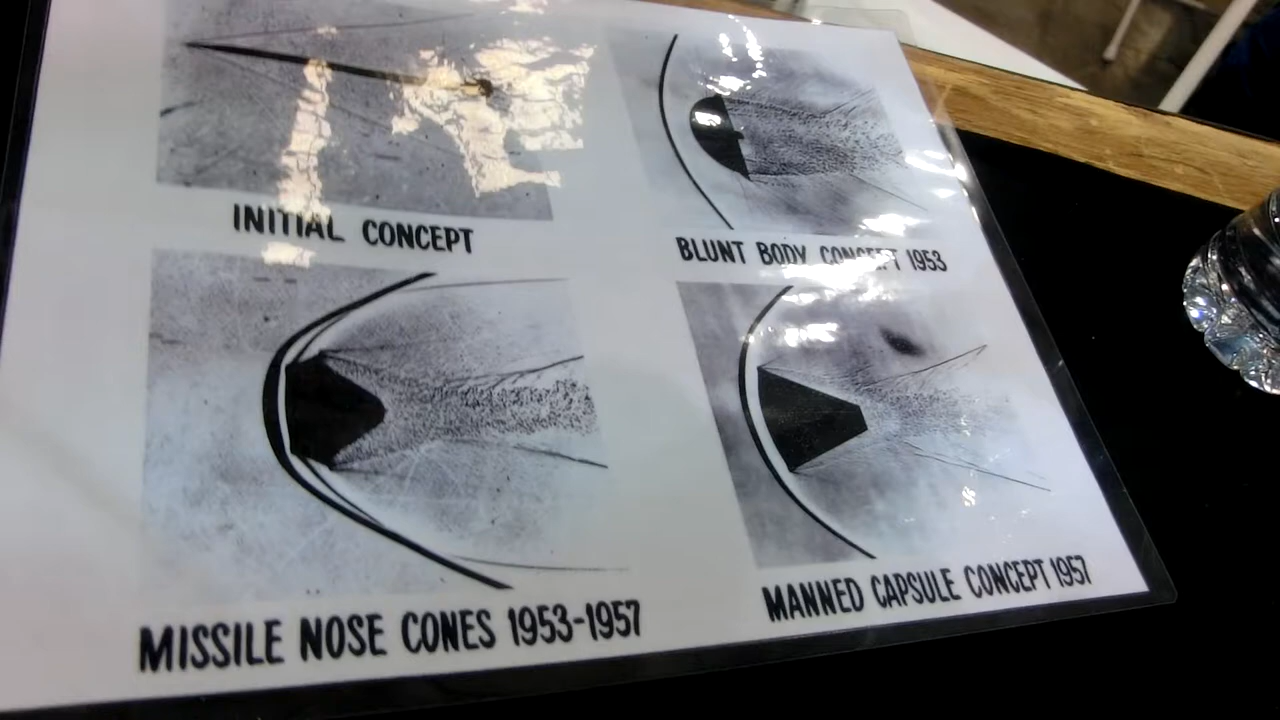 INITIAL CONCEPT
BLUNT BODY CONCEPT 1953
MISSILE NOSE CONES 1953-1957
MANNED CAPSULE CONCEPT 1957